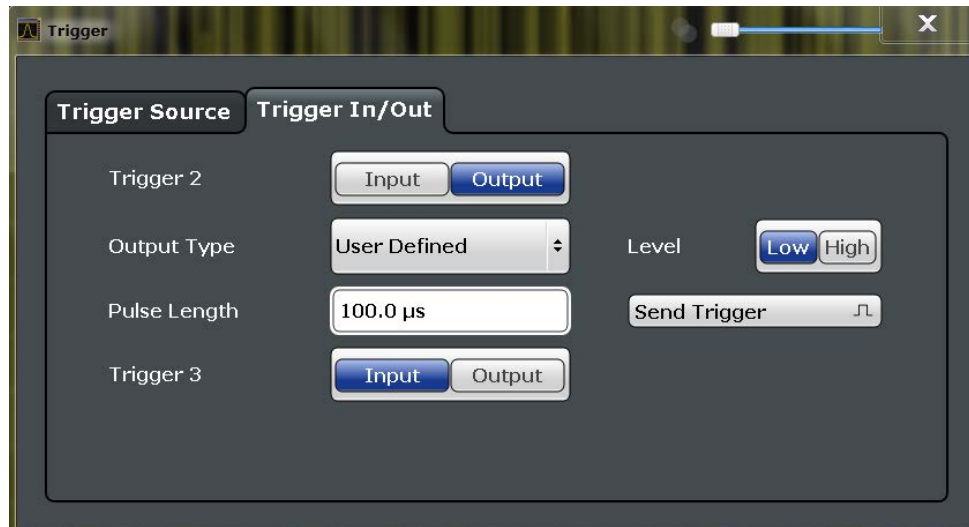 Trigger
X
Trigger Source
Trigger In/Out
Trigger 2
Input
Output
Output Type
User Defined
Level
Low
High
Pulse Length
100.0 µs
Send Trigger
Trigger 3
Input
Output